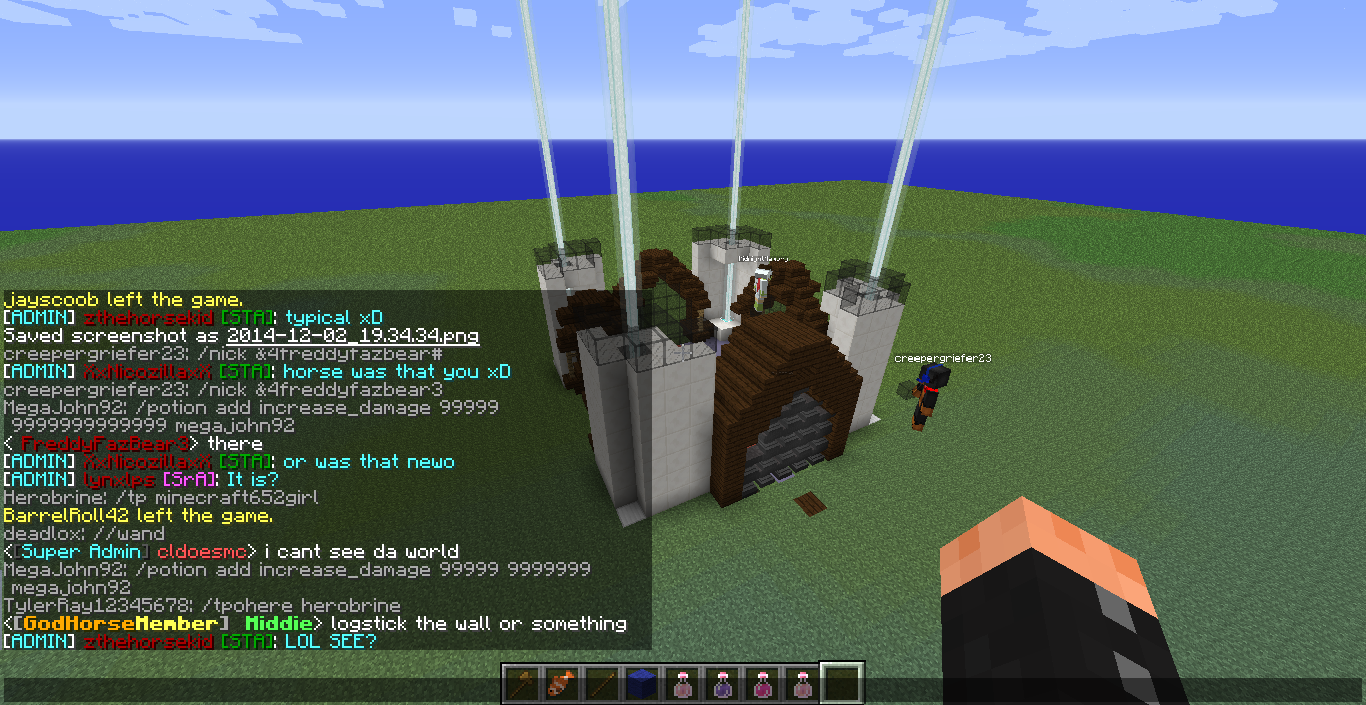 MidnightMemory
creepergriefer23
jayscoob left the game.
[ADMIN] zthehorsekid [STA]: typical xD
Saved screenshot as 2014-12-02_19.34.34.png
creepergriefer23: /nick &4freddyfazbear#
[ADMIN] XxNicozillaxX [STA]: horse was that you xD
creepergriefer23: /nick &4freddyfazbear3
MegaJohn92: /potion add increase_damage 99999
9999999999999 megajohn92
< FreddyFazBear3> there
[ADMIN] XxNicozillaxX [STA]: or was that newo
[ADMIN] lynxlps [SrA]: It is?
Herobrine: /tp minecraft652girl
BarrelRoll42 left the game.
deadlox: //wand
<[Super Admin] cldoesmc> i cant see da world
MegaJohn92: /potion add increase_damage 99999 9999999
megajohn92
TylerRay12345678: /tpohere herobrine
<[GodHorseMember] Middie> logstick the wall or something
[ADMIN] zthehorsekid [STA]: LOL SEE?